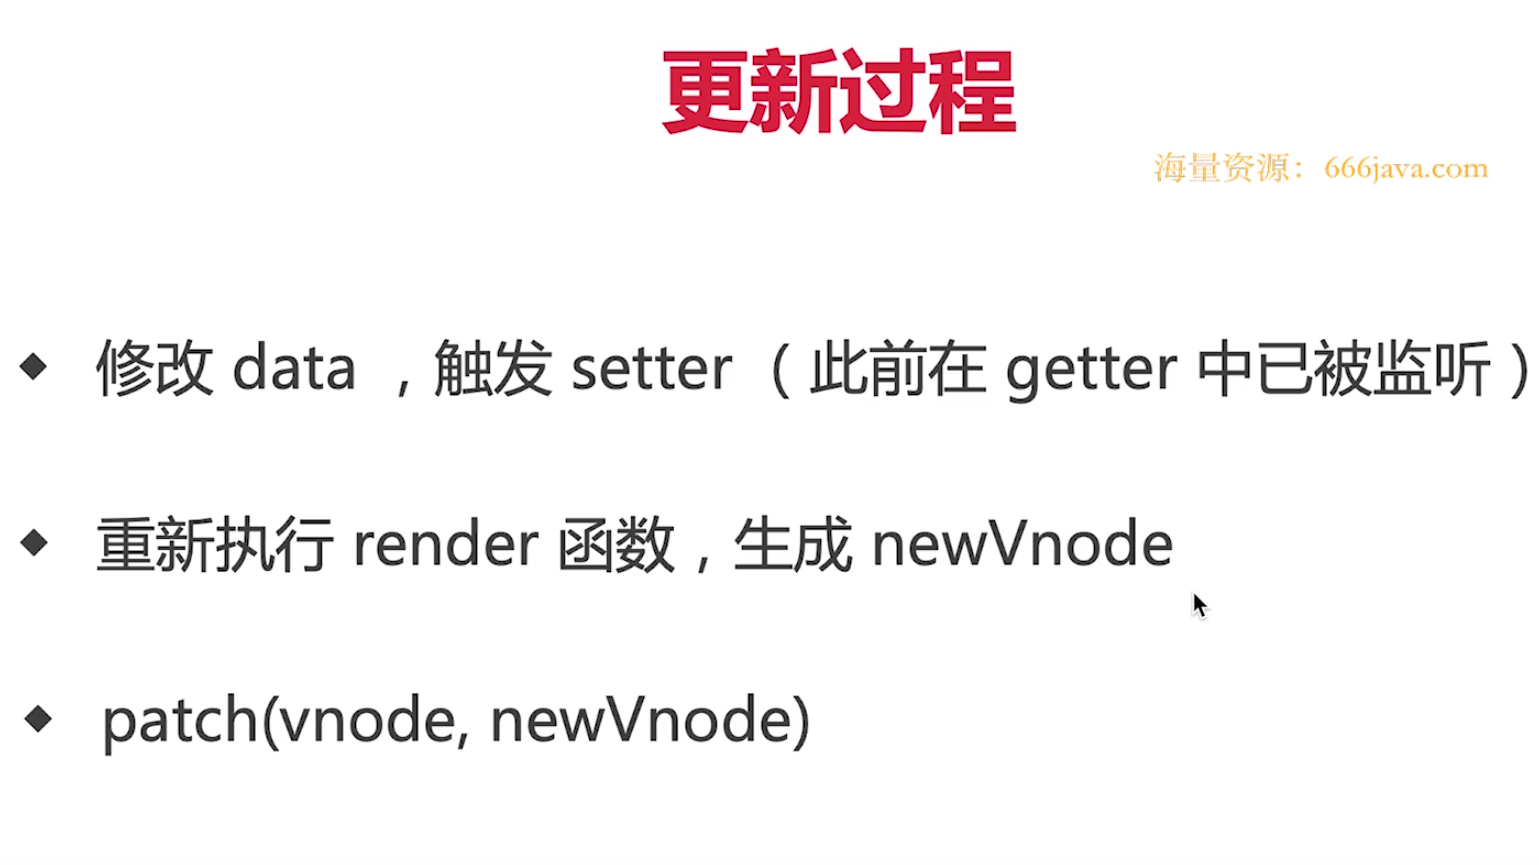 更新过程
海量资源：666java.com
◆ 修改 data ，触发 setter （此前在 getter 中已被监听）
◆ 重新执行 render 函数，生成 newVnode
◆ patch(vnode, newVnode)